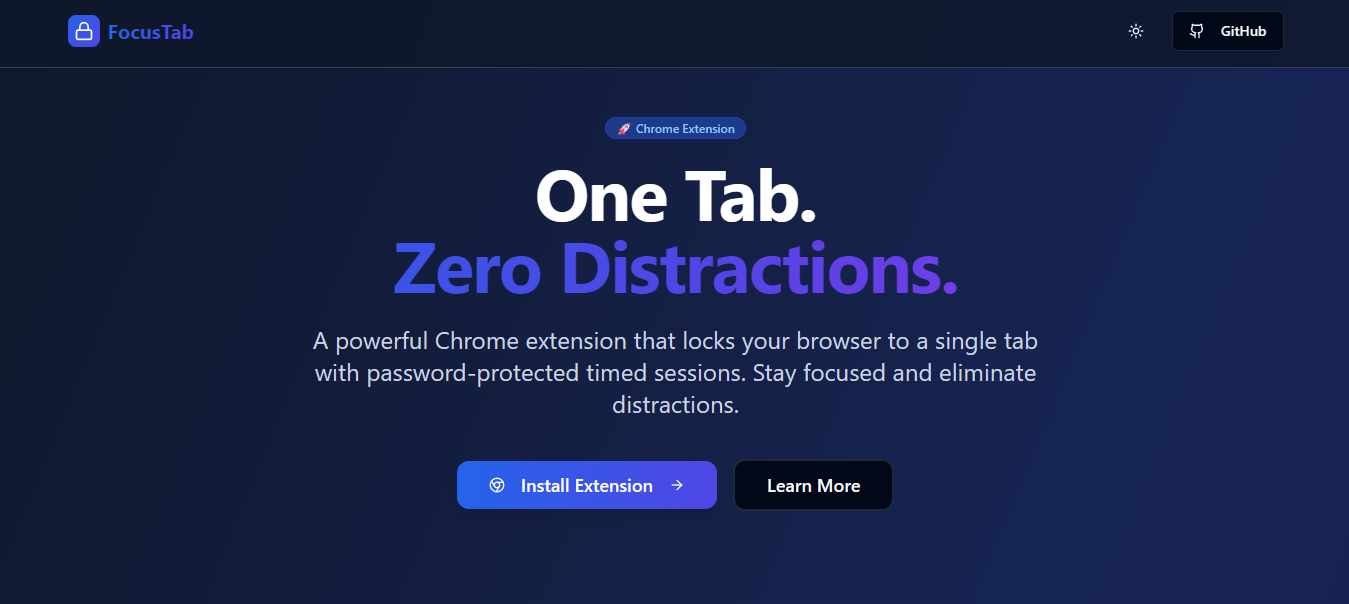 FocusTab
GitHub
🚀 Chrome Extension
One Tab.
Zero Distractions.
A powerful Chrome extension that locks your browser to a single tab
with password-protected timed sessions. Stay focused and eliminate
distractions.
Install Extension →
Learn More